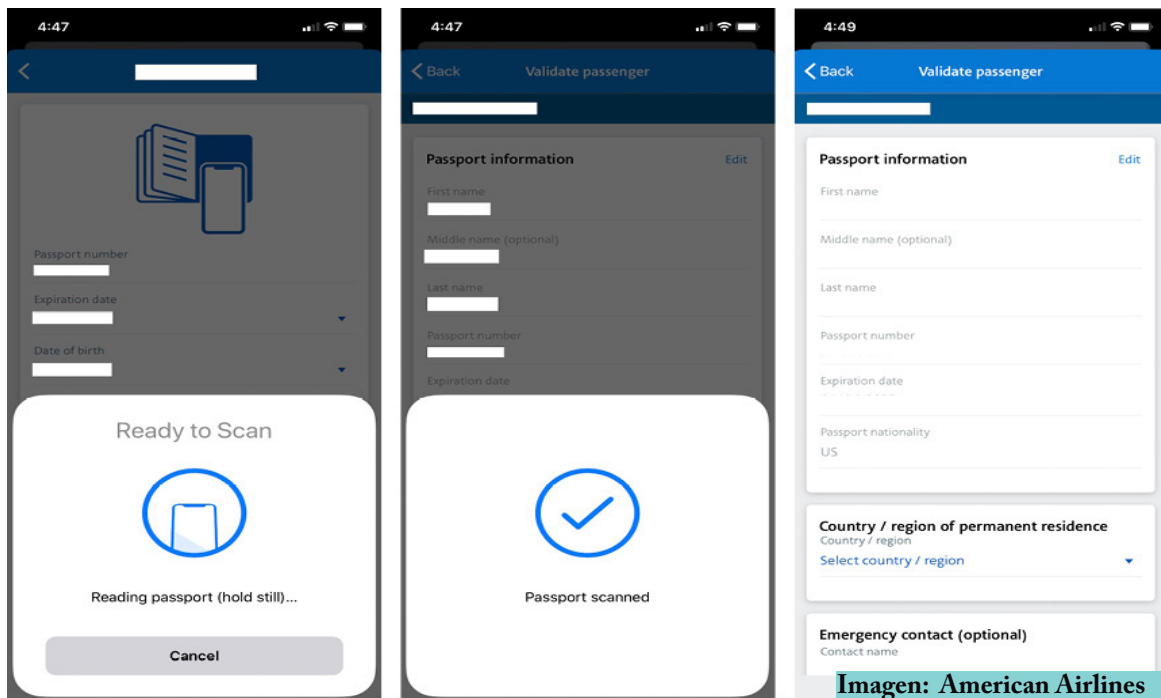 4:47
Passport number
Expiration date
Date of birth
Ready to Scan
Reading passport (hold still)...
Cancel
4:47
Back
Validate passenger
Passport information
Edit
First name
Middle name (optional)
Last name
Passport number
Expiration date
Passport scanned
4:49
Back
Validate passenger
Passport information
Edit
First name
Middle name (optional)
Last name
Passport number
Expiration date
Passport nationality
US
Country / region of permanent residence
Country / region
Select country / region
Emergency contact (optional)
Contact name
Imagen: American Airlines